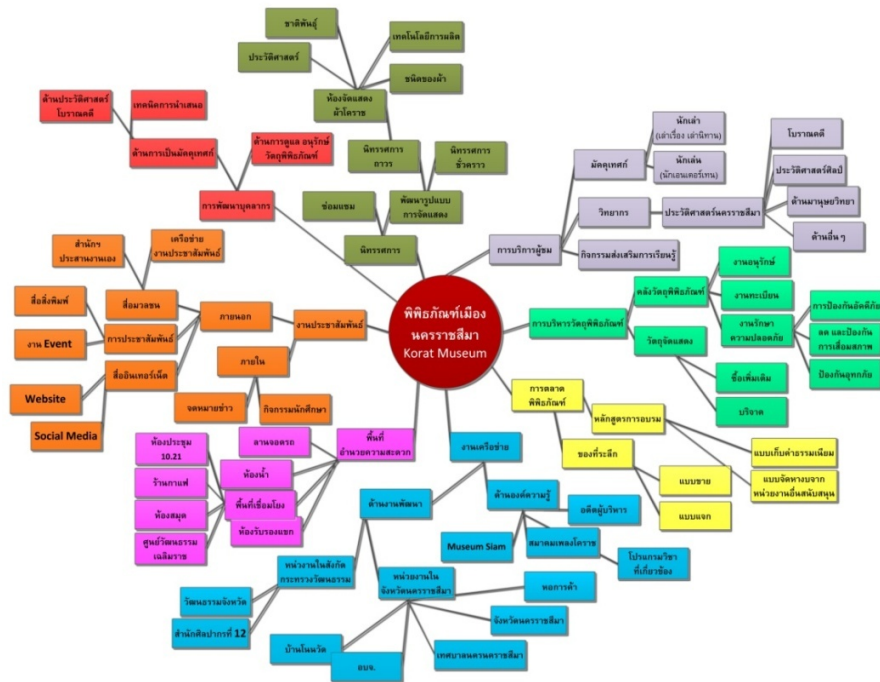 พิพิธภัณฑ์เมือง
นครราชสีมา
Korat Museum
ชาติพันธุ์
ประวัติศาสตร์
เทคโนโลยีการผลิต
ชนิดของผ้า
ห้องจัดแสดง
ผ้าโคราช
นิทรรศการ
ถาวร
นิทรรศการ
ชั่วคราว
ซ่อมแซม
พัฒนารูปแบบ
การจัดแสดง
นิทรรศการ
ด้านประวัติศาสตร์
โบราณคดี
เทคนิคการนำเสนอ
ด้านการเป็นมัคคุเทศก์
ด้านการดูแล อนุรักษ์
วัตถุพิพิธภัณฑ์
การพัฒนาบุคลากร
นักเล่า
(เล่าเรื่อง เล่านิทาน)
นักเล่น
(นักเอนเตอร์เทน)
มัคคุเทศก์
วิทยากร
ประวัติศาสตร์นครราชสีมา
โบราณคดี
ประวัติศาสตร์ศิลป์
ด้านมานุษยวิทยา
ด้านอื่น ๆ
การบริการผู้ชม
กิจกรรมส่งเสริมการเรียนรู้
สำนักฯ
ประสานงานเอง
เครือข่าย
งานประชาสัมพันธ์
สื่อมวลชน
สื่อสิ่งพิมพ์
การประชาสัมพันธ์
งาน Event
สื่ออินเทอร์เน็ต
Website
Social Media
ภายนอก
งานประชาสัมพันธ์
ภายใน
จดหมายข่าว
กิจกรรมนักศึกษา
การบริหารวัตถุพิพิธภัณฑ์
คลังวัตถุพิพิธภัณฑ์
งานอนุรักษ์
งานทะเบียน
งานรักษา
ความปลอดภัย
การป้องกันอัคคีภัย
ลด และป้องกัน
การเสื่อมสภาพ
ป้องกันอุทกภัย
วัตถุจัดแสดง
ซื้อเพิ่มเติม
บริจาค
การตลาด
พิพิธภัณฑ์
หลักสูตรการอบรม
แบบเก็บค่าธรรมเนียม
แบบจัดหางบจาก
หน่วยงานอื่นสนับสนุน
ของที่ระลึก
แบบขาย
แบบแจก
พื้นที่
อำนวยความสะดวก
ลานจอดรถ
ห้องน้ำ
พื้นที่เชื่อมโยง
ห้องรับรองแขก
ห้องประชุม
10.21
ร้านกาแฟ
ห้องสมุด
ศูนย์วัฒนธรรม
เฉลิมราช
งานเครือข่าย
ด้านงานพัฒนา
ด้านองค์ความรู้
อดีตผู้บริหาร
Museum Siam
สมาคมเพลงโคราช
โปรแกรมวิชา
ที่เกี่ยวข้อง
หน่วยงานในสังกัด
กระทรวงวัฒนธรรม
วัฒนธรรมจังหวัด
สำนักศิลปากรที่ 12
หน่วยงานใน
จังหวัดนครราชสีมา
หอการค้า
จังหวัดนครราชสีมา
เทศบาลนครนครราชสีมา
อบจ.
บ้านโนนวัด